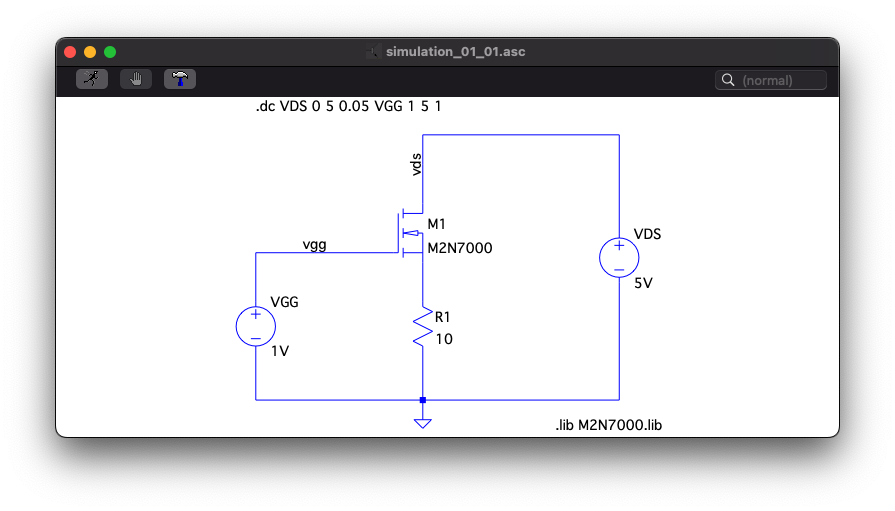 simulation_01_01.asc
(normal)
.dc VDS 0 5 0.05 VGG 1 5 1
vds
M1
M2N7000
vgg
VDS
+
−
5V
VGG
+
−
1V
R1
10
.lib M2N7000.lib